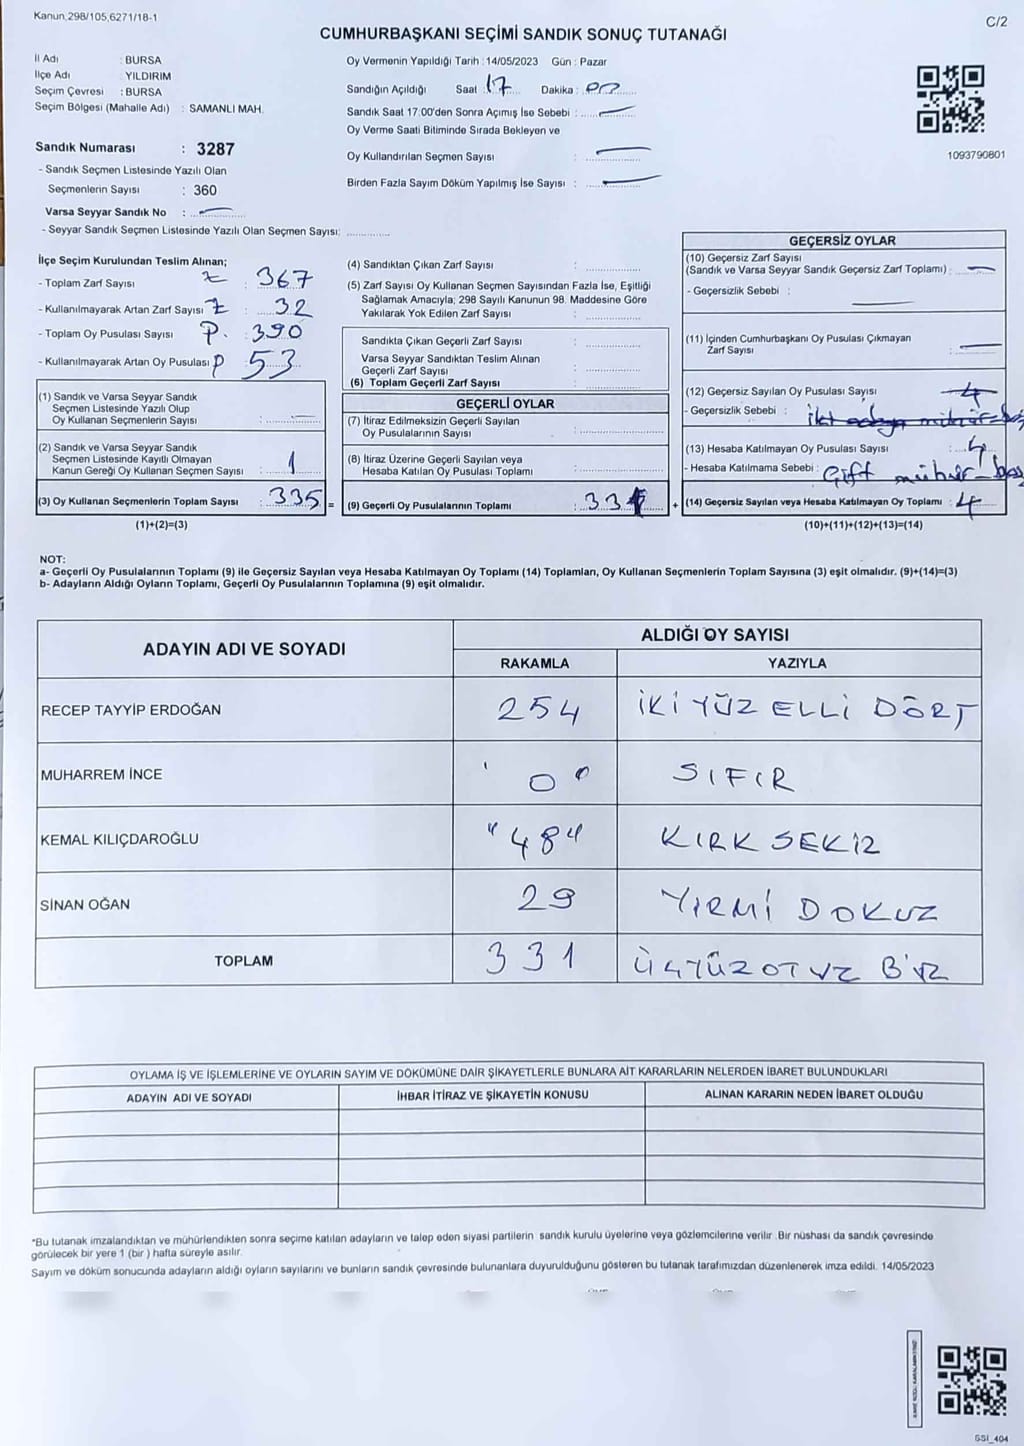 Kanun,298/105,6271/18-1
C/2
CUMHURBAŞKANI SEÇİMİ SANDIK SONUÇ TUTANAĞI
İl Adı : BURSA
İlçe Adı : YILDIRIM
Seçim Çevresi : BURSA
Seçim Bölgesi (Mahalle Adı) : SAMANLI MAH.
Oy Vermenin Yapıldığı Tarih : 14/05/2023 Gün : Pazar
Sandığın Açıldığı Saat : 17 Dakika :
Sandık Saat 17:00'den Sonra Açımış İse Sebebi :
Oy Verme Saati Bitiminde Sırada Bekleyen ve
Oy Kullandırılan Seçmen Sayısı :
Birden Fazla Sayım Döküm Yapılmış İse Sayısı :
1093790801
Sandık Numarası : 3287
- Sandık Seçmen Listesinde Yazılı Olan
Seçmenlerin Sayısı : 360
Varsa Seyyar Sandık No :
- Seyyar Sandık Seçmen Listesinde Yazılı Olan Seçmen Sayısı:
İlçe Seçim Kurulundan Teslim Alınan;
- Toplam Zarf Sayısı Z : 367
- Kullanılmayarak Artan Zarf Sayısı Z : 32
- Toplam Oy Pusulası Sayısı P. : 390
- Kullanılmayarak Artan Oy Pusulası P 53
(1) Sandık ve Varsa Seyyar Sandık
Seçmen Listesinde Yazılı Olup
Oy Kullanan Seçmenlerin Sayısı :
(2) Sandık ve Varsa Seyyar Sandık
Seçmen Listesinde Kayıtlı Olmayan
Kanun Gereği Oy Kullanan Seçmen Sayısı : 1
(3) Oy Kullanan Seçmenlerin Toplam Sayısı : 335 =
(1)+(2)=(3)
(4) Sandıktan Çıkan Zarf Sayısı :
(5) Zarf Sayısı Oy Kullanan Seçmen Sayısından Fazla İse, Eşitliği
Sağlamak Amacıyla; 298 Sayılı Kanunun 98. Maddesine Göre
Yakılarak Yok Edilen Zarf Sayısı :
Sandıkta Çıkan Geçerli Zarf Sayısı :
Varsa Seyyar Sandıktan Teslim Alınan
Geçerli Zarf Sayısı :
(6) Toplam Geçerli Zarf Sayısı :
GEÇERLİ OYLAR
(7) İtiraz Edilmeksizin Geçerli Sayılan
Oy Pusulalarının Sayısı :
(8) İtiraz Üzerine Geçerli Sayılan veya
Hesaba Katılan Oy Pusulası Toplamı :
(9) Geçerli Oy Pusulalarının Toplamı : 331 +
GEÇERSİZ OYLAR
(10) Geçersiz Zarf Sayısı
(Sandık ve Varsa Seyyar Sandık Geçersiz Zarf Toplamı) :
- Geçersizlik Sebebi :
(11) İçinden Cumhurbaşkanı Oy Pusulası Çıkmayan
Zarf Sayısı :
(12) Geçersiz Sayılan Oy Pusulası Sayısı 4
- Geçersizlik Sebebi : İki adaya mühür
(13) Hesaba Katılmayan Oy Pusulası Sayısı : 4
- Hesaba Katılmama Sebebi : Çift mühür
(14) Geçersiz Sayılan veya Hesaba Katılmayan Oy Toplamı : 4
(10)+(11)+(12)+(13)=(14)
NOT:
a- Geçerli Oy Pusulalarının Toplamı (9) ile Geçersiz Sayılan veya Hesaba Katılmayan Oy Toplamı (14) Toplamları, Oy Kullanan Seçmenlerin Toplam Sayısına (3) eşit olmalıdır. (9)+(14)=(3)
b- Adayların Aldığı Oyların Toplamı, Geçerli Oy Pusulalarının Toplamına (9) eşit olmalıdır.
ADAYIN ADI VE SOYADI
ALDIĞI OY SAYISI
RAKAMLA YAZIYLA
RECEP TAYYİP ERDOĞAN 254 İKİ YÜZ ELLİ DÖRT
MUHARREM İNCE 0 SIFIR
KEMAL KILIÇDAROĞLU "48" KIRK SEKİZ
SİNAN OĞAN 29 YİRMİ DOKUZ
TOPLAM 331 ÜÇYÜZ OTUZ BİR
OYLAMA İŞ VE İŞLEMLERİNE VE OYLARIN SAYIM VE DÖKÜMÜNE DAİR ŞİKAYETLERLE BUNLARA AİT KARARLARIN NELERDEN İBARET BULUNDUKLARI
ADAYIN ADI VE SOYADI İHBAR İTİRAZ VE ŞİKAYETİN KONUSU ALINAN KARARIN NEDEN İBARET OLDUĞU
*Bu tutanak imzalandıktan ve mühürlendikten sonra seçime katılan adayların ve talep eden siyasi partilerin sandık kurulu üyelerine veya gözlemcilerine verilir. Bir nüshası da sandık çevresinde
görülecek bir yere 1 (bir ) hafta süreyle asılır.
Sayım ve döküm sonucunda adayların aldığı oyların sayılarını ve bunların sandık çevresinde bulunanlara duyurulduğunu gösteren bu tutanak tarafımızdan düzenlenerek imza edildi. 14/05/2023
GSI_404